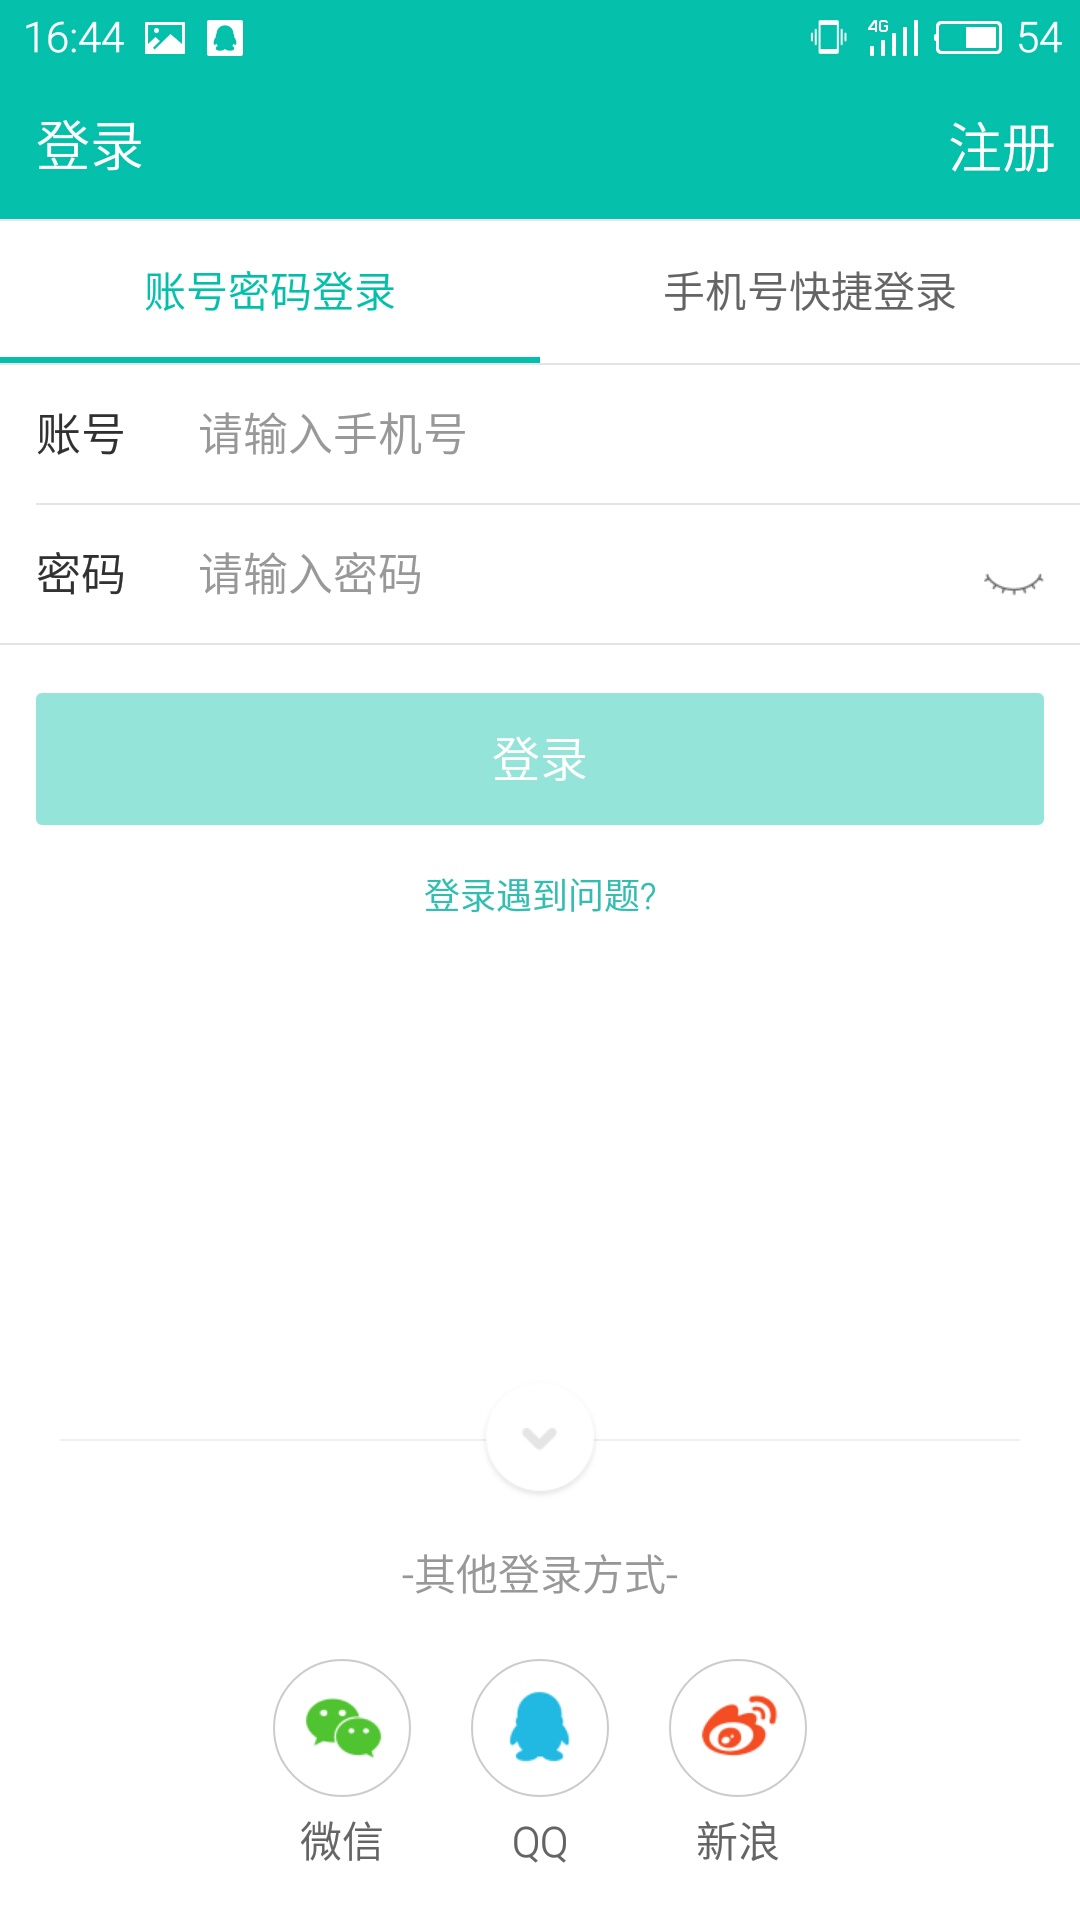 16:44 4G 54
登录 注册
账号密码登录 手机号快捷登录
账号 请输入手机号
密码 请输入密码
登录
登录遇到问题?
-其他登录方式-
微信 QQ 新浪